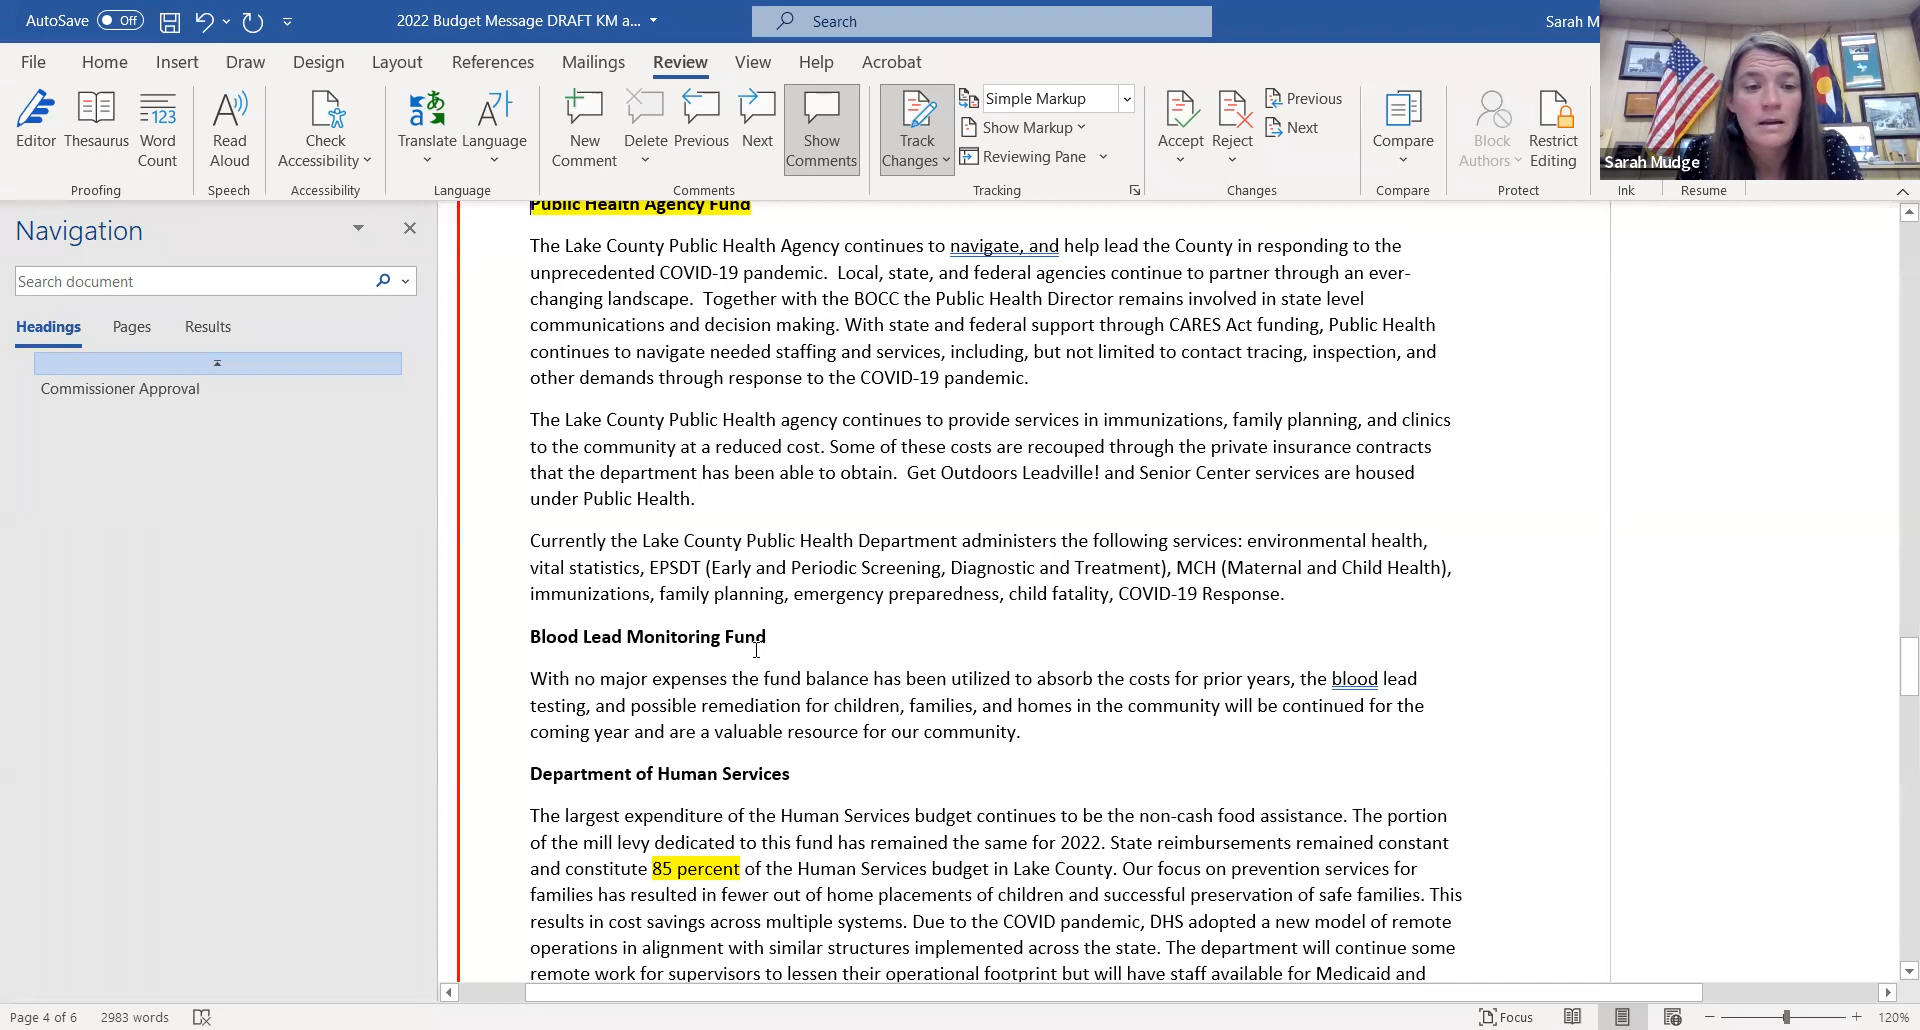 AutoSave Off 2022 Budget Message DRAFT KM a... Search Sarah M
File Home Insert Draw Design Layout References Mailings Review View Help Acrobat
Editor Thesaurus Word Count Read Aloud Check Accessibility Translate Language New Comment Delete Previous Next Show Comments Track Changes Simple Markup Show Markup Reviewing Pane Accept Reject Previous Next Compare Block Authors Restrict Editing
Sarah Mudge
Proofing Speech Accessibility Language Comments Tracking Changes Compare Protect Ink Resume
Navigation
Search document
Headings Pages Results
Commissioner Approval
Public Health Agency Fund
The Lake County Public Health Agency continues to navigate, and help lead the County in responding to the
unprecedented COVID-19 pandemic.  Local, state, and federal agencies continue to partner through an ever-
changing landscape.  Together with the BOCC the Public Health Director remains involved in state level
communications and decision making. With state and federal support through CARES Act funding, Public Health
continues to navigate needed staffing and services, including, but not limited to contact tracing, inspection, and
other demands through response to the COVID-19 pandemic.
The Lake County Public Health agency continues to provide services in immunizations, family planning, and clinics
to the community at a reduced cost. Some of these costs are recouped through the private insurance contracts
that the department has been able to obtain.  Get Outdoors Leadville! and Senior Center services are housed
under Public Health.
Currently the Lake County Public Health Department administers the following services: environmental health,
vital statistics, EPSDT (Early and Periodic Screening, Diagnostic and Treatment), MCH (Maternal and Child Health),
immunizations, family planning, emergency preparedness, child fatality, COVID-19 Response.
Blood Lead Monitoring Fund
With no major expenses the fund balance has been utilized to absorb the costs for prior years, the blood lead
testing, and possible remediation for children, families, and homes in the community will be continued for the
coming year and are a valuable resource for our community.
Department of Human Services
The largest expenditure of the Human Services budget continues to be the non-cash food assistance. The portion
of the mill levy dedicated to this fund has remained the same for 2022. State reimbursements remained constant
and constitute 85 percent of the Human Services budget in Lake County. Our focus on prevention services for
families has resulted in fewer out of home placements of children and successful preservation of safe families. This
results in cost savings across multiple systems. Due to the COVID pandemic, DHS adopted a new model of remote
operations in alignment with similar structures implemented across the state. The department will continue some
remote work for supervisors to lessen their operational footprint but will have staff available for Medicaid and
Page 4 of 6 2983 words Focus 120%